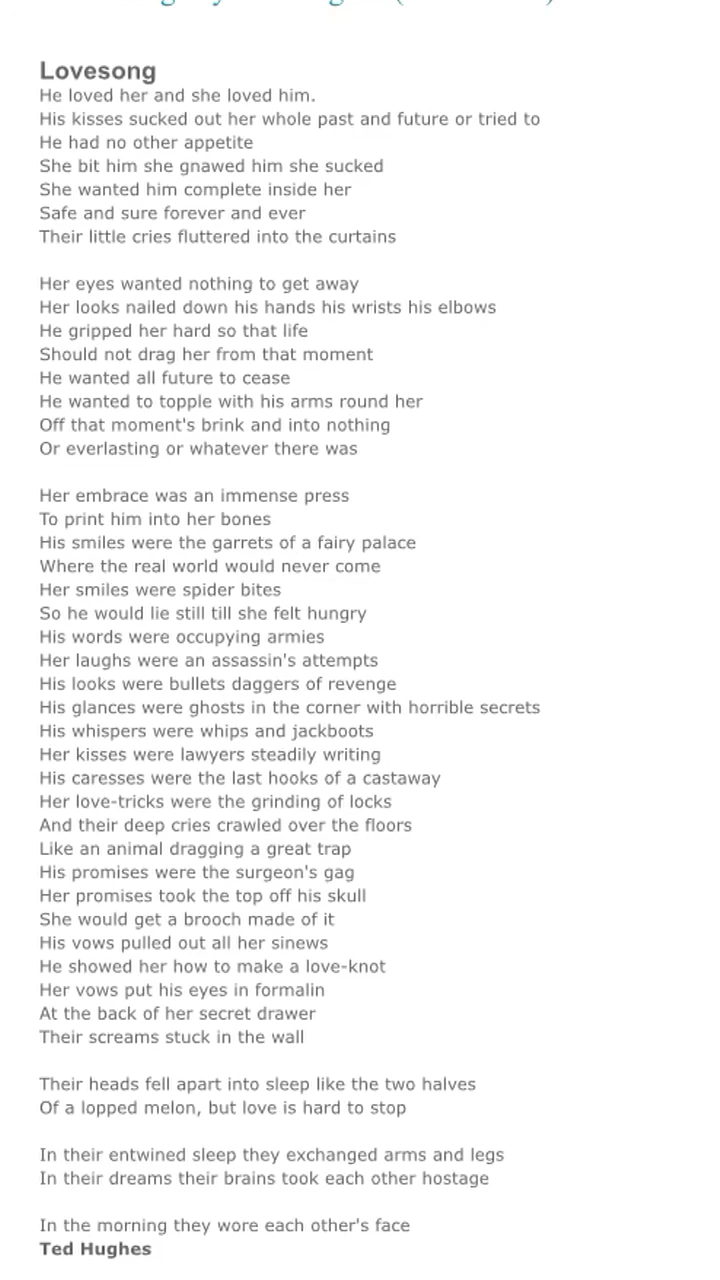 Lovesong
He loved her and she loved him.
His kisses sucked out her whole past and future or tried to
He had no other appetite
She bit him she gnawed him she sucked
She wanted him complete inside her
Safe and sure forever and ever
Their little cries fluttered into the curtains

Her eyes wanted nothing to get away
Her looks nailed down his hands his wrists his elbows
He gripped her hard so that life
Should not drag her from that moment
He wanted all future to cease
He wanted to topple with his arms round her
Off that moment's brink and into nothing
Or everlasting or whatever there was

Her embrace was an immense press
To print him into her bones
His smiles were the garrets of a fairy palace
Where the real world would never come
Her smiles were spider bites
So he would lie still till she felt hungry
His words were occupying armies
Her laughs were an assassin's attempts
His looks were bullets daggers of revenge
His glances were ghosts in the corner with horrible secrets
His whispers were whips and jackboots
Her kisses were lawyers steadily writing
His caresses were the last hooks of a castaway
Her love-tricks were the grinding of locks
And their deep cries crawled over the floors
Like an animal dragging a great trap
His promises were the surgeon's gag
Her promises took the top off his skull
She would get a brooch made of it
His vows pulled out all her sinews
He showed her how to make a love-knot
Her vows put his eyes in formalin
At the back of her secret drawer
Their screams stuck in the wall

Their heads fell apart into sleep like the two halves
Of a lopped melon, but love is hard to stop

In their entwined sleep they exchanged arms and legs
In their dreams their brains took each other hostage

In the morning they wore each other's face
Ted Hughes